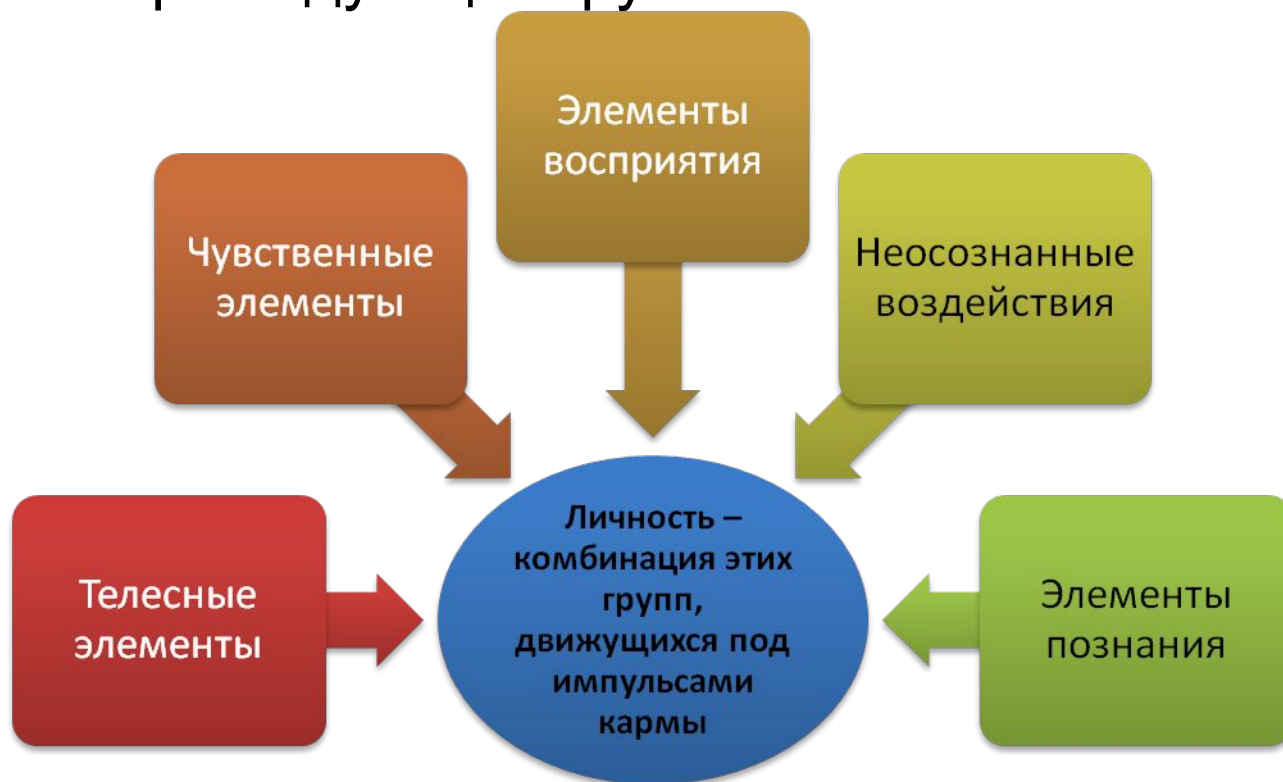 Элементы
восприятия
Чувственные
элементы
Неосознанные
воздействия
Телесные
элементы
Личность –
комбинация этих
групп,
движущихся под
импульсами
кармы
Элементы
познания